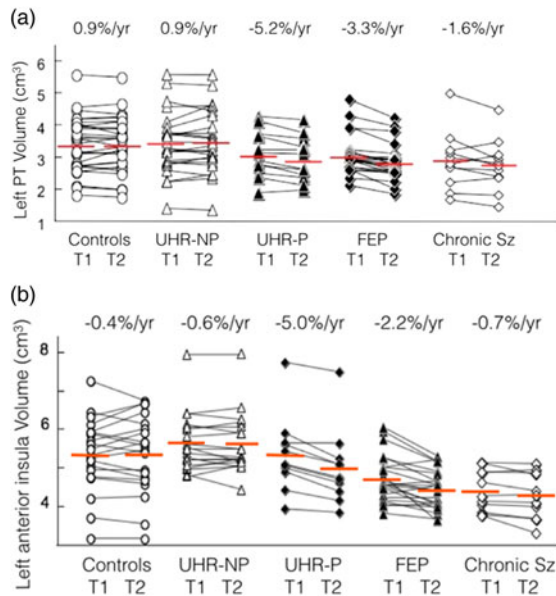 (a)
0.9%/yr 0.9%/yr -5.2%/yr -3.3%/yr -1.6%/yr
Left PT Volume (cm³)
6
5
4
3
2
1
Controls UHR-NP UHR-P FEP Chronic Sz
T1 T2 T1 T2 T1 T2 T1 T2 T1 T2
(b)
-0.4%/yr -0.6%/yr -5.0%/yr -2.2%/yr -0.7%/yr
Left anterior insula Volume (cm³)
8
6
4
Controls UHR-NP UHR-P FEP Chronic Sz
T1 T2 T1 T2 T1 T2 T1 T2 T1 T2